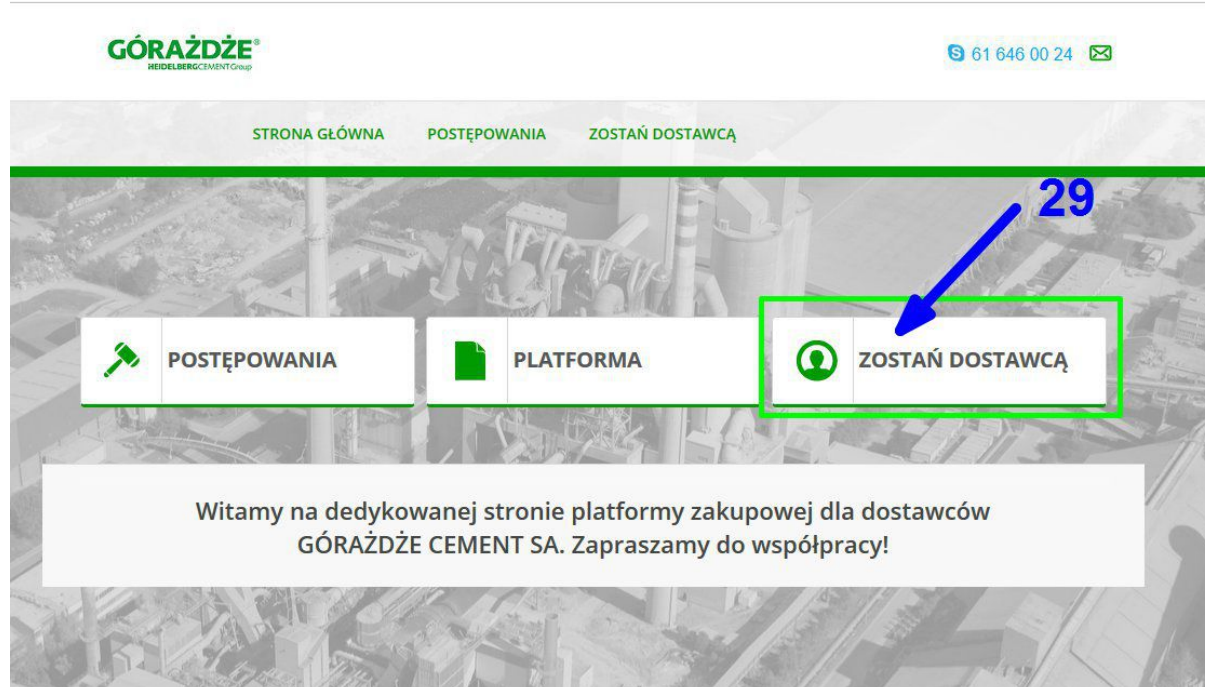 GÓRAŻDŻE®
HEIDELBERGCEMENT Group
61 646 00 24
STRONA GŁÓWNA POSTĘPOWANIA ZOSTAŃ DOSTAWCĄ
29
POSTĘPOWANIA PLATFORMA ZOSTAŃ DOSTAWCĄ
Witamy na dedykowanej stronie platformy zakupowej dla dostawców
GÓRAŻDŻE CEMENT SA. Zapraszamy do współpracy!